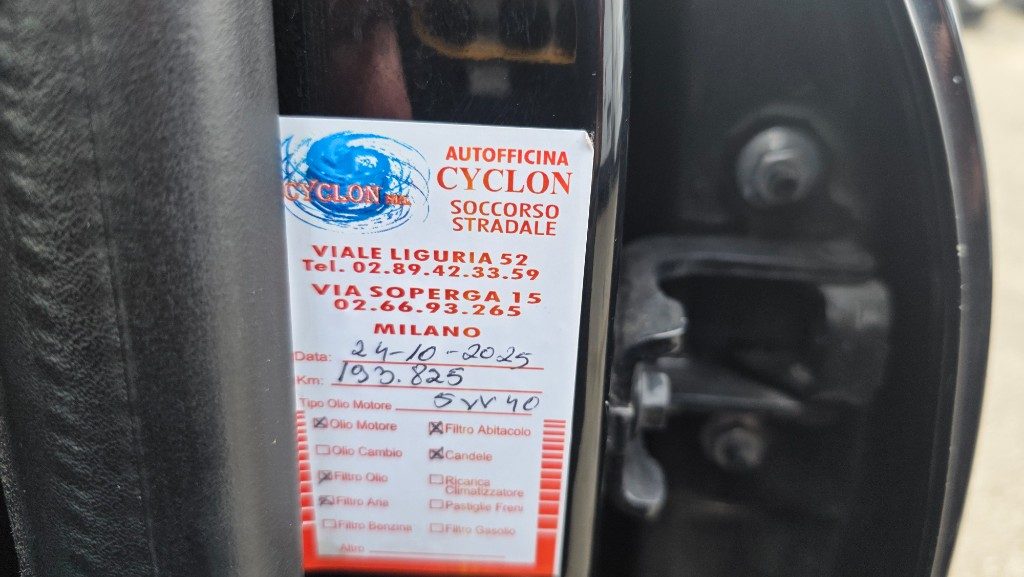 CYCLON snc.
AUTOFFICINA
CYCLON
SOCCORSO
STRADALE
VIALE LIGURIA 52
Tel. 02.89.42.33.59
VIA SOPERGA 15
02.66.93.265
MILANO
Data: 24-10-2025
Km: 193.825
Tipo Olio Motore 5W40
Olio Motore Filtro Abitacolo
Olio Cambio Candele
Filtro Olio Ricarica
Climatizzatore
Filtro Aria Pastiglie Freni
Filtro Benzina Filtro Gasolio
Altro